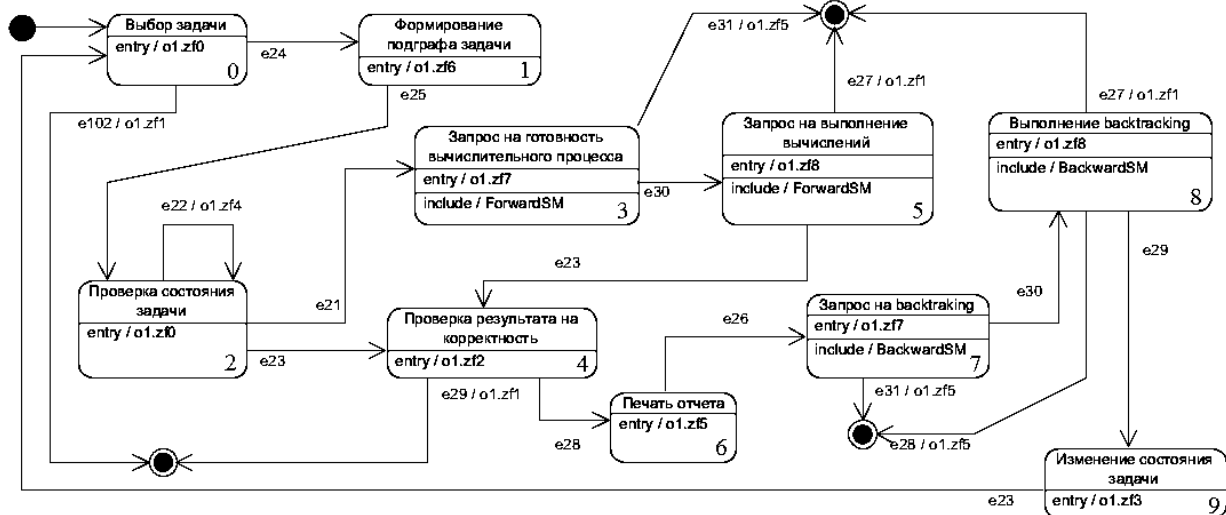 Выбор задачи
entry / o1.zf0
0
e24
Формирование
подграфа задачи
entry / o1.zf6
1
e31 / o1.zf5
e102 / o1.zf1
e25
e27 / o1.zf1
e27 / o1.zf1
Запрос на готовность
вычислительного процесса
entry / o1.zf7
include / ForwardSM
3
e30
Запрос на выполнение
вычислений
entry / o1.zf8
include / ForwardSM
5
Выполнение backtracking
entry / o1.zf8
include / BackwardSM
8
e22 / o1.zf4
e23
e29
Проверка состояния
задачи
entry / o1.zf0
2
e21
e23
Проверка результата на
корректность
entry / o1.zf2
4
e26
Запрос на backtraking
entry / o1.zf7
include / BackwardSM
7
e30
e29 / o1.zf1
e31 / o1.zf5
Печать отчета
entry / o1.zf5
6
e28
e28 / o1.zf5
Изменение состояния
задачи
entry / o1.zf3
9
e23